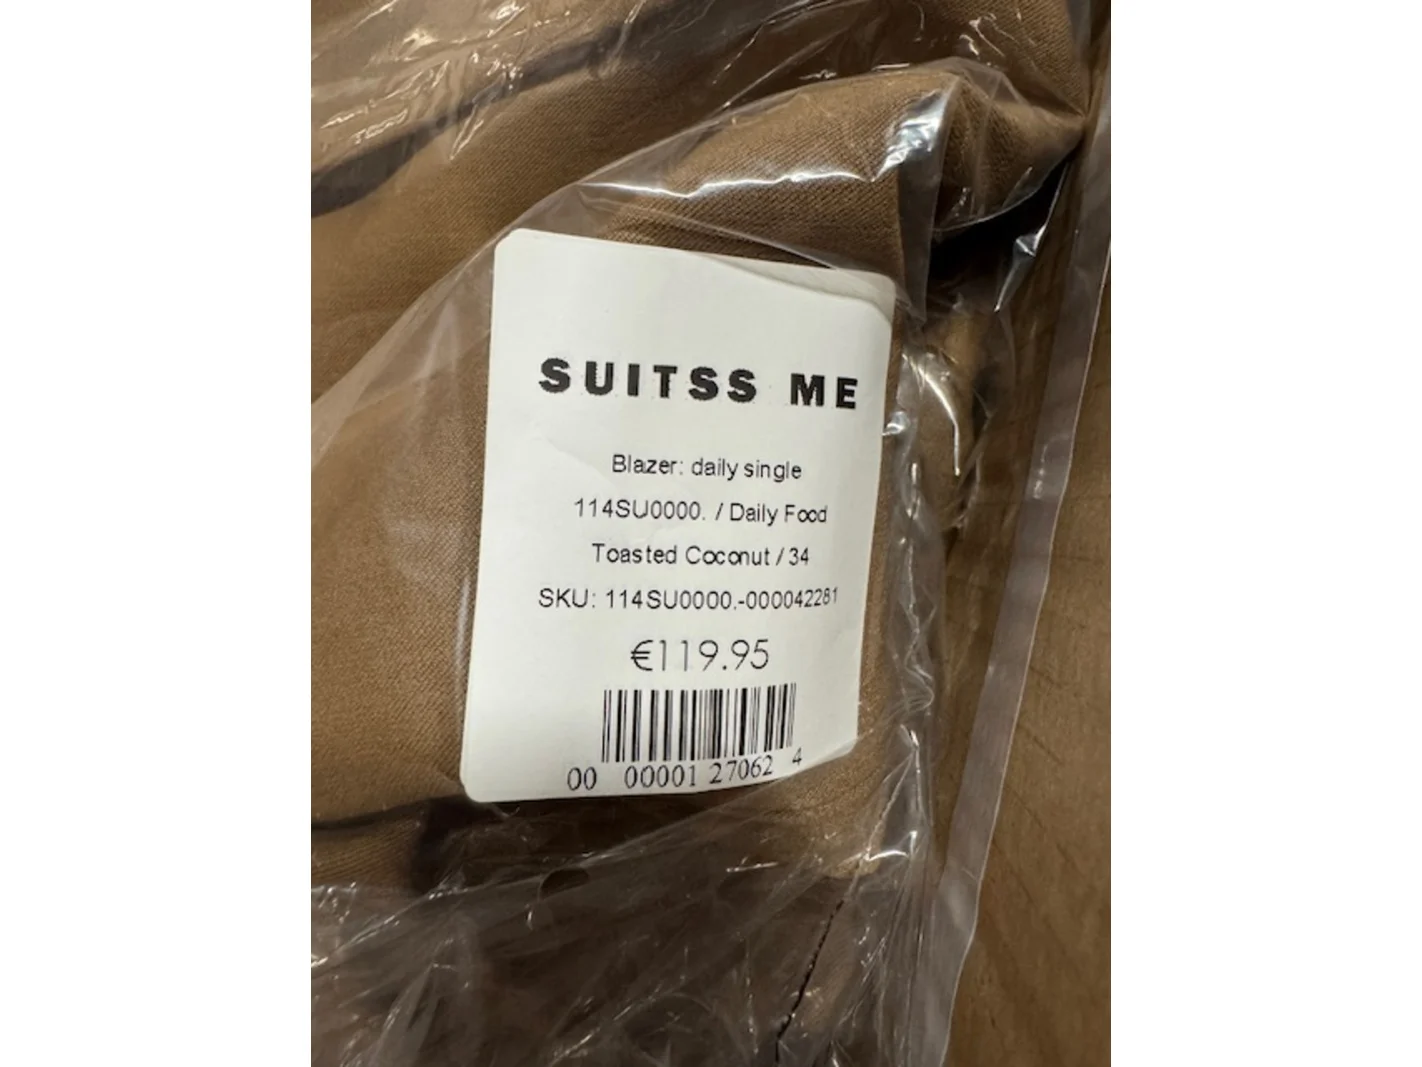 SUITSS ME
Blazer: daily single
114SU0000. / Daily Food
Toasted Coconut / 34
SKU: 114SU0000.-000042281
€119.95
00 00001 27062 4